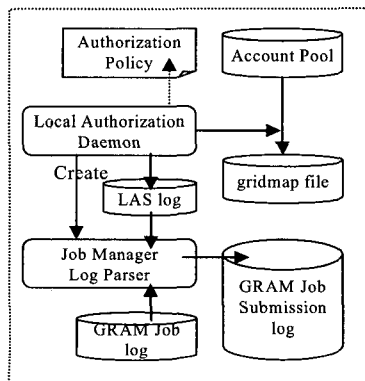 Authorization
Policy
Account Pool
Local Authorization
Daemon
Create
gridmap file
LAS log
Job Manager
Log Parser
GRAM Job
Submission
log
GRAM Job
log